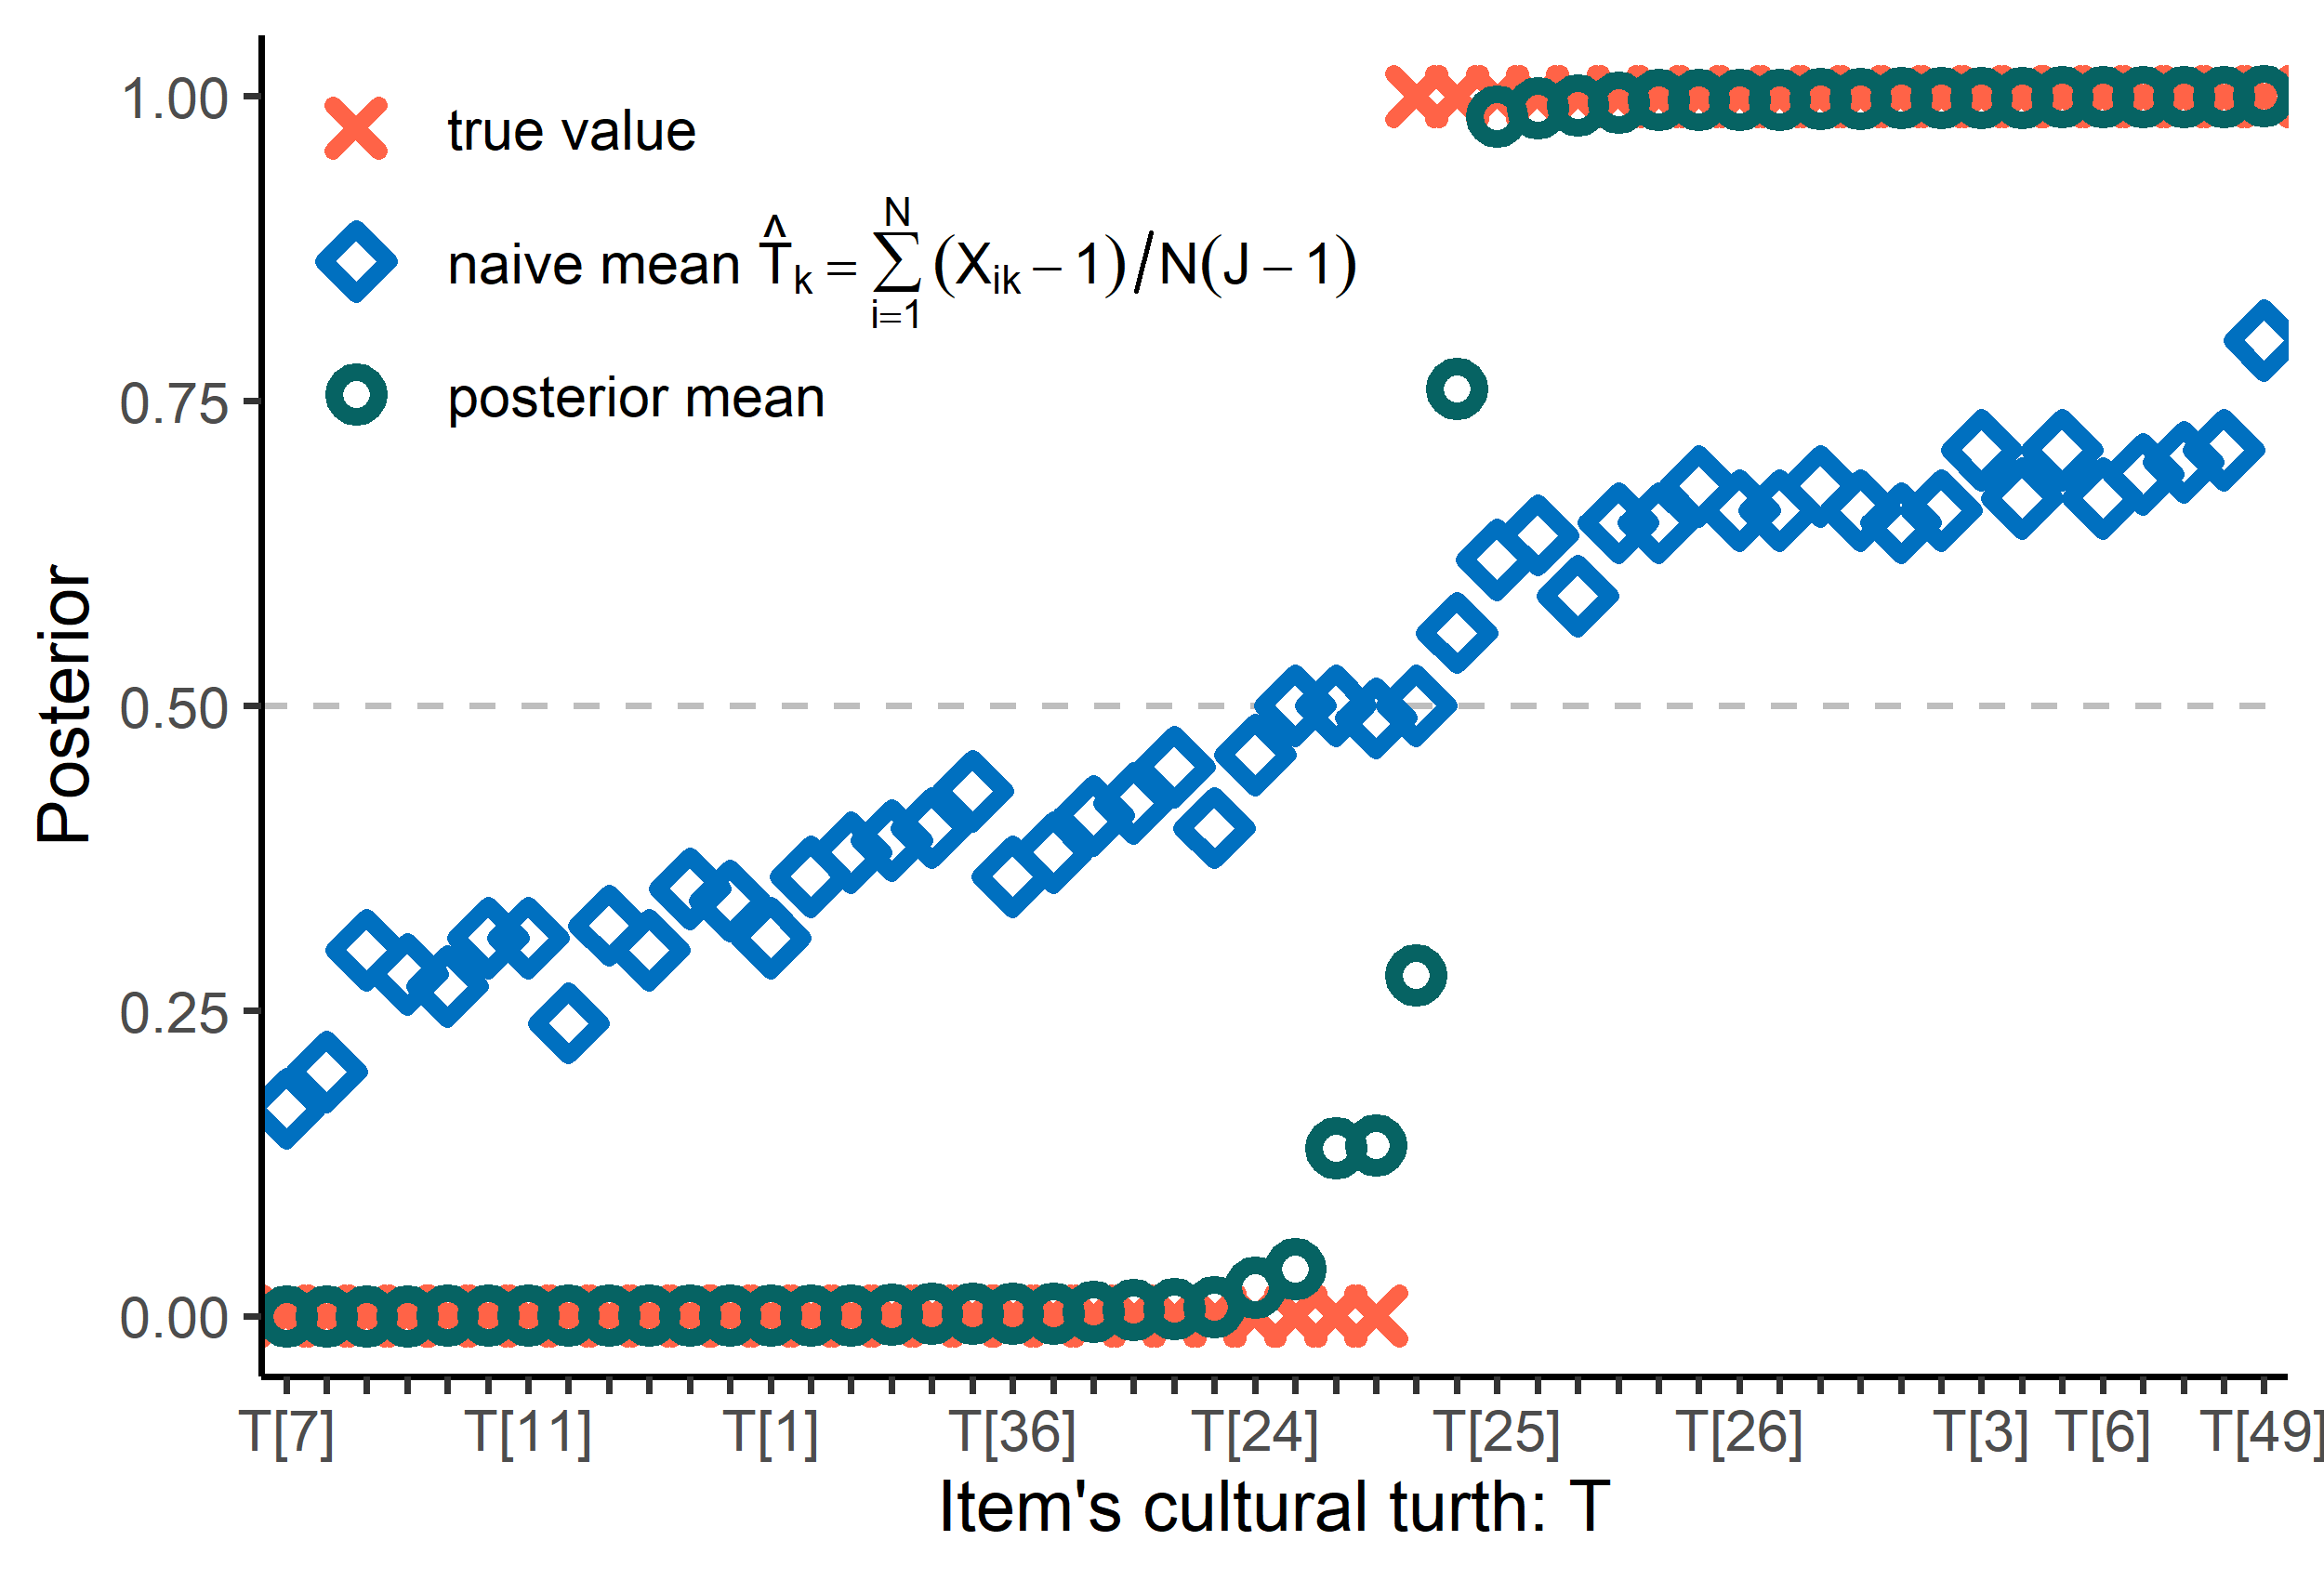 1.00
0.75
0.50
0.25
0.00
Posterior
true value
naive mean T̂ₖ = ∑ᵢ₌₁ᴺ (Xᵢₖ − 1)/N(J − 1)
posterior mean
T[7] T[11] T[1] T[36] T[24] T[25] T[26] T[3] T[6] T[49]
Item's cultural turth: T